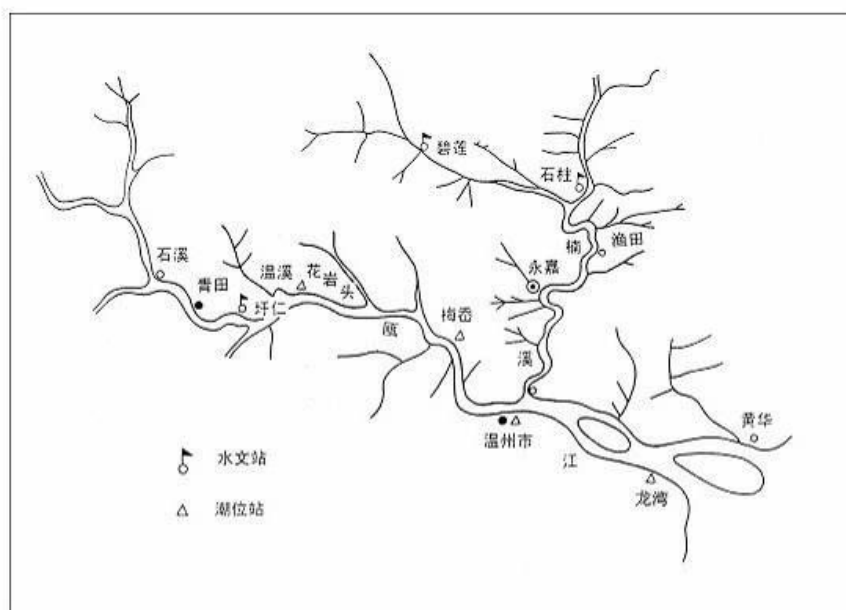 碧莲
石柱
楠
渔田
石溪
温溪
花岩头
永嘉
青田
圩仁
瓯
梅岙
溪
黄华
温州市
江
水文站
龙湾
潮位站